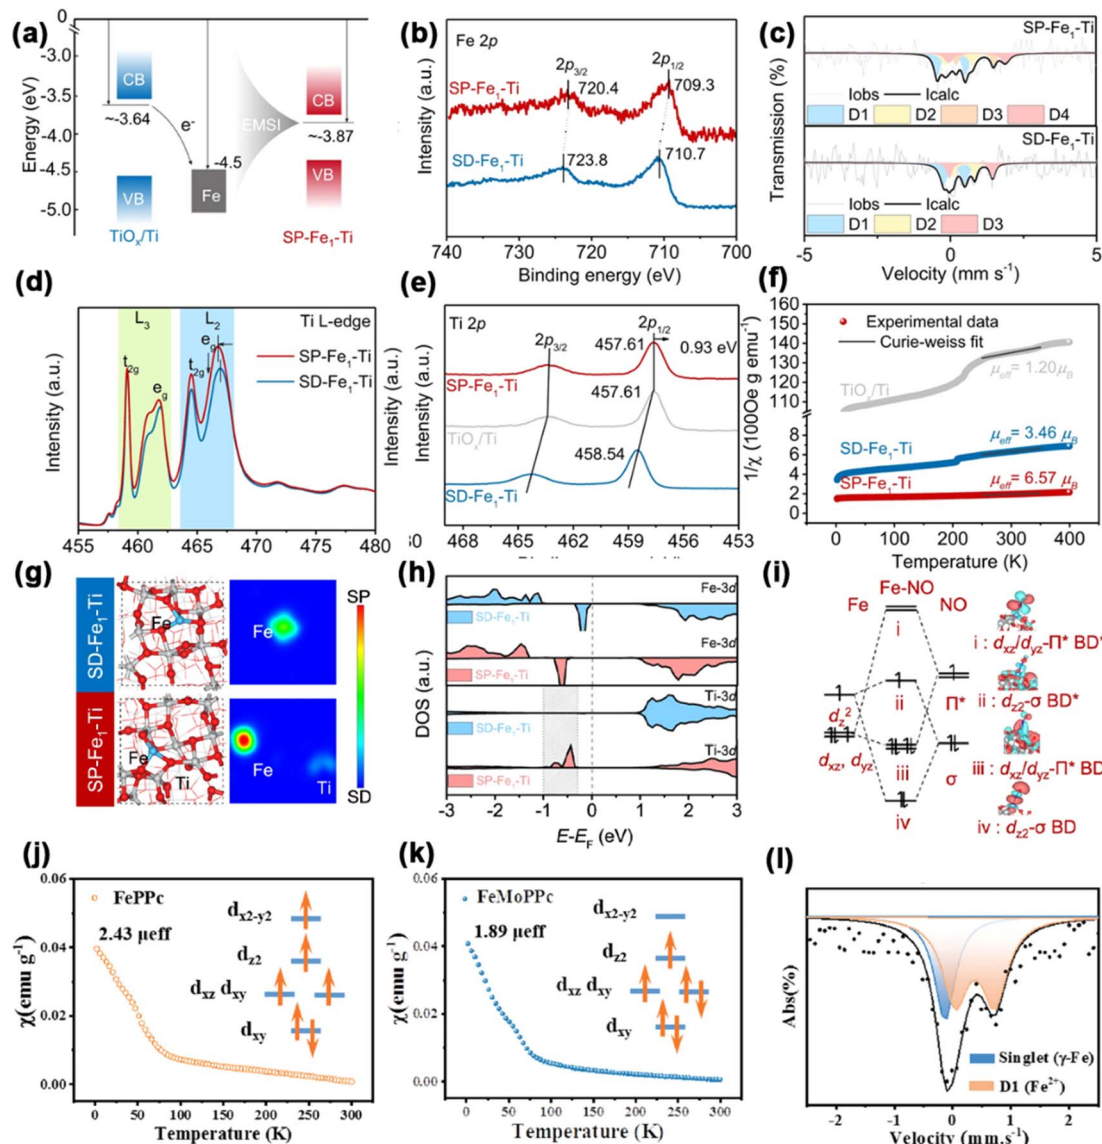 (a)
0
-3.0
-3.5
-4.0
-4.5
-5.0
Energy (eV)
CB
~-3.64
e-
-4.5
EMSI
CB
~-3.87
VB
Fe
VB
TiOx/Ti
SP-Fe1-Ti
(b)
Fe 2p
2p3/2
2p1/2
SP-Fe1-Ti
720.4
709.3
SD-Fe1-Ti
723.8
710.7
Intensity (a.u.)
740 730 720 710 700
Binding energy (eV)
(c)
SP-Fe1-Ti
Iobs Icalc
D1 D2 D3 D4
SD-Fe1-Ti
Iobs Icalc
D1 D2 D3
Transmission (%)
-5 0 5
Velocity (mm s-1)
(d)
L3 L2
Ti L-edge
t2g
eg
t2g
eg
SP-Fe1-Ti
SD-Fe1-Ti
Intensity (a.u.)
455 460 465 470 475 480
(e)
Ti 2p
2p3/2
2p1/2
457.61
0.93 eV
SP-Fe1-Ti
457.61
TiOx/Ti
458.54
SD-Fe1-Ti
Intensity (a.u.)
Intensity (a.u.)
30 468 465 462 459 456 453
(f)
160
150
140
130
120
110
8
6
4
2
0
1/χ (100Oe g emu-1)
Experimental data
Curie-weiss fit
μeff= 1.20μB
TiOx/Ti
SD-Fe1-Ti
μeff= 3.46 μB
SP-Fe1-Ti
μeff= 6.57 μB
0 100 200 300 400
Temperature (K)
(g)
SD-Fe1-Ti
Fe
Fe
SP
SP-Fe1-Ti
Fe
Ti
Fe
Ti
SD
(h)
Fe-3d
SD-Fe1-Ti
Fe-3d
SP-Fe1-Ti
Ti-3d
SD-Fe1-Ti
Ti-3d
SP-Fe1-Ti
DOS (a.u.)
-3 -2 -1 0 1 2 3
E-EF (eV)
(i)
Fe Fe-NO NO
i
i : dxz/dyz-Π* BD*
ii
Π*
ii : dz2-σ BD*
dz2
dxz, dyz
iii
σ
iii : dxz/dyz-Π* BD
iv
iv : dz2-σ BD
(j)
0.06
0.04
0.02
0.00
χ(emu g-1)
FePPc
2.43 μeff
dx2-y2
dz2
dxz dxy
dxy
0 50 100 150 200 250 300
Temperature (K)
(k)
0.06
0.04
0.02
0.00
χ(emu g-1)
FeMoPPc
1.89 μeff
dx2-y2
dz2
dxz dxy
dxy
0 50 100 150 200 250 300
Temperature (K)
(l)
Abs(%)
Singlet (γ-Fe)
D1 (Fe2+)
-2 -1 0 1 2
Velocity (mm.s-1)